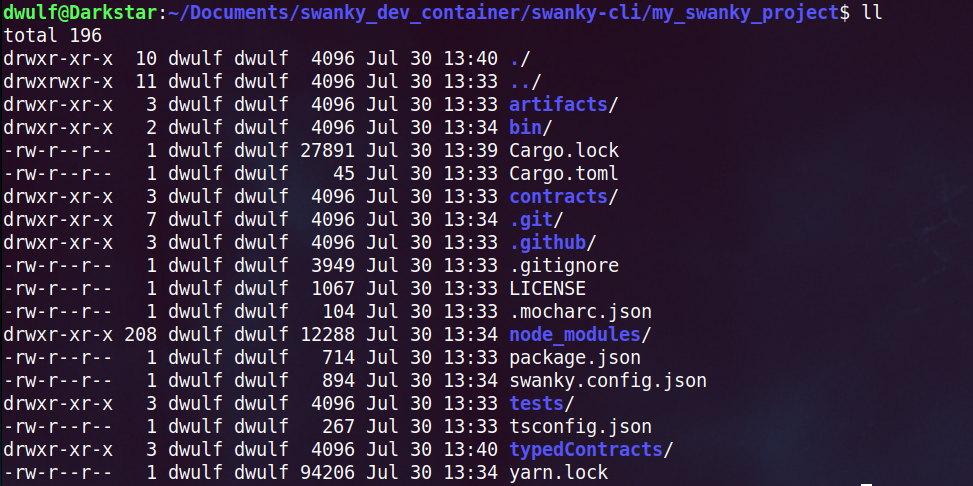 dwulf@Darkstar:~/Documents/swanky_dev_container/swanky-cli/my_swanky_project$ ll
total 196
drwxr-xr-x  10 dwulf dwulf  4096 Jul 30 13:40 ./
drwxrwxr-x  11 dwulf dwulf  4096 Jul 30 13:33 ../
drwxr-xr-x   3 dwulf dwulf  4096 Jul 30 13:33 artifacts/
drwxr-xr-x   2 dwulf dwulf  4096 Jul 30 13:34 bin/
-rw-r--r--   1 dwulf dwulf 27891 Jul 30 13:39 Cargo.lock
-rw-r--r--   1 dwulf dwulf    45 Jul 30 13:33 Cargo.toml
drwxr-xr-x   3 dwulf dwulf  4096 Jul 30 13:33 contracts/
drwxr-xr-x   7 dwulf dwulf  4096 Jul 30 13:34 .git/
drwxr-xr-x   3 dwulf dwulf  4096 Jul 30 13:33 .github/
-rw-r--r--   1 dwulf dwulf  3949 Jul 30 13:33 .gitignore
-rw-r--r--   1 dwulf dwulf  1067 Jul 30 13:33 LICENSE
-rw-r--r--   1 dwulf dwulf   104 Jul 30 13:33 .mocharc.json
drwxr-xr-x 208 dwulf dwulf 12288 Jul 30 13:34 node_modules/
-rw-r--r--   1 dwulf dwulf   714 Jul 30 13:33 package.json
-rw-r--r--   1 dwulf dwulf   894 Jul 30 13:34 swanky.config.json
drwxr-xr-x   3 dwulf dwulf  4096 Jul 30 13:33 tests/
-rw-r--r--   1 dwulf dwulf   267 Jul 30 13:33 tsconfig.json
drwxr-xr-x   3 dwulf dwulf  4096 Jul 30 13:40 typedContracts/
-rw-r--r--   1 dwulf dwulf 94206 Jul 30 13:34 yarn.lock